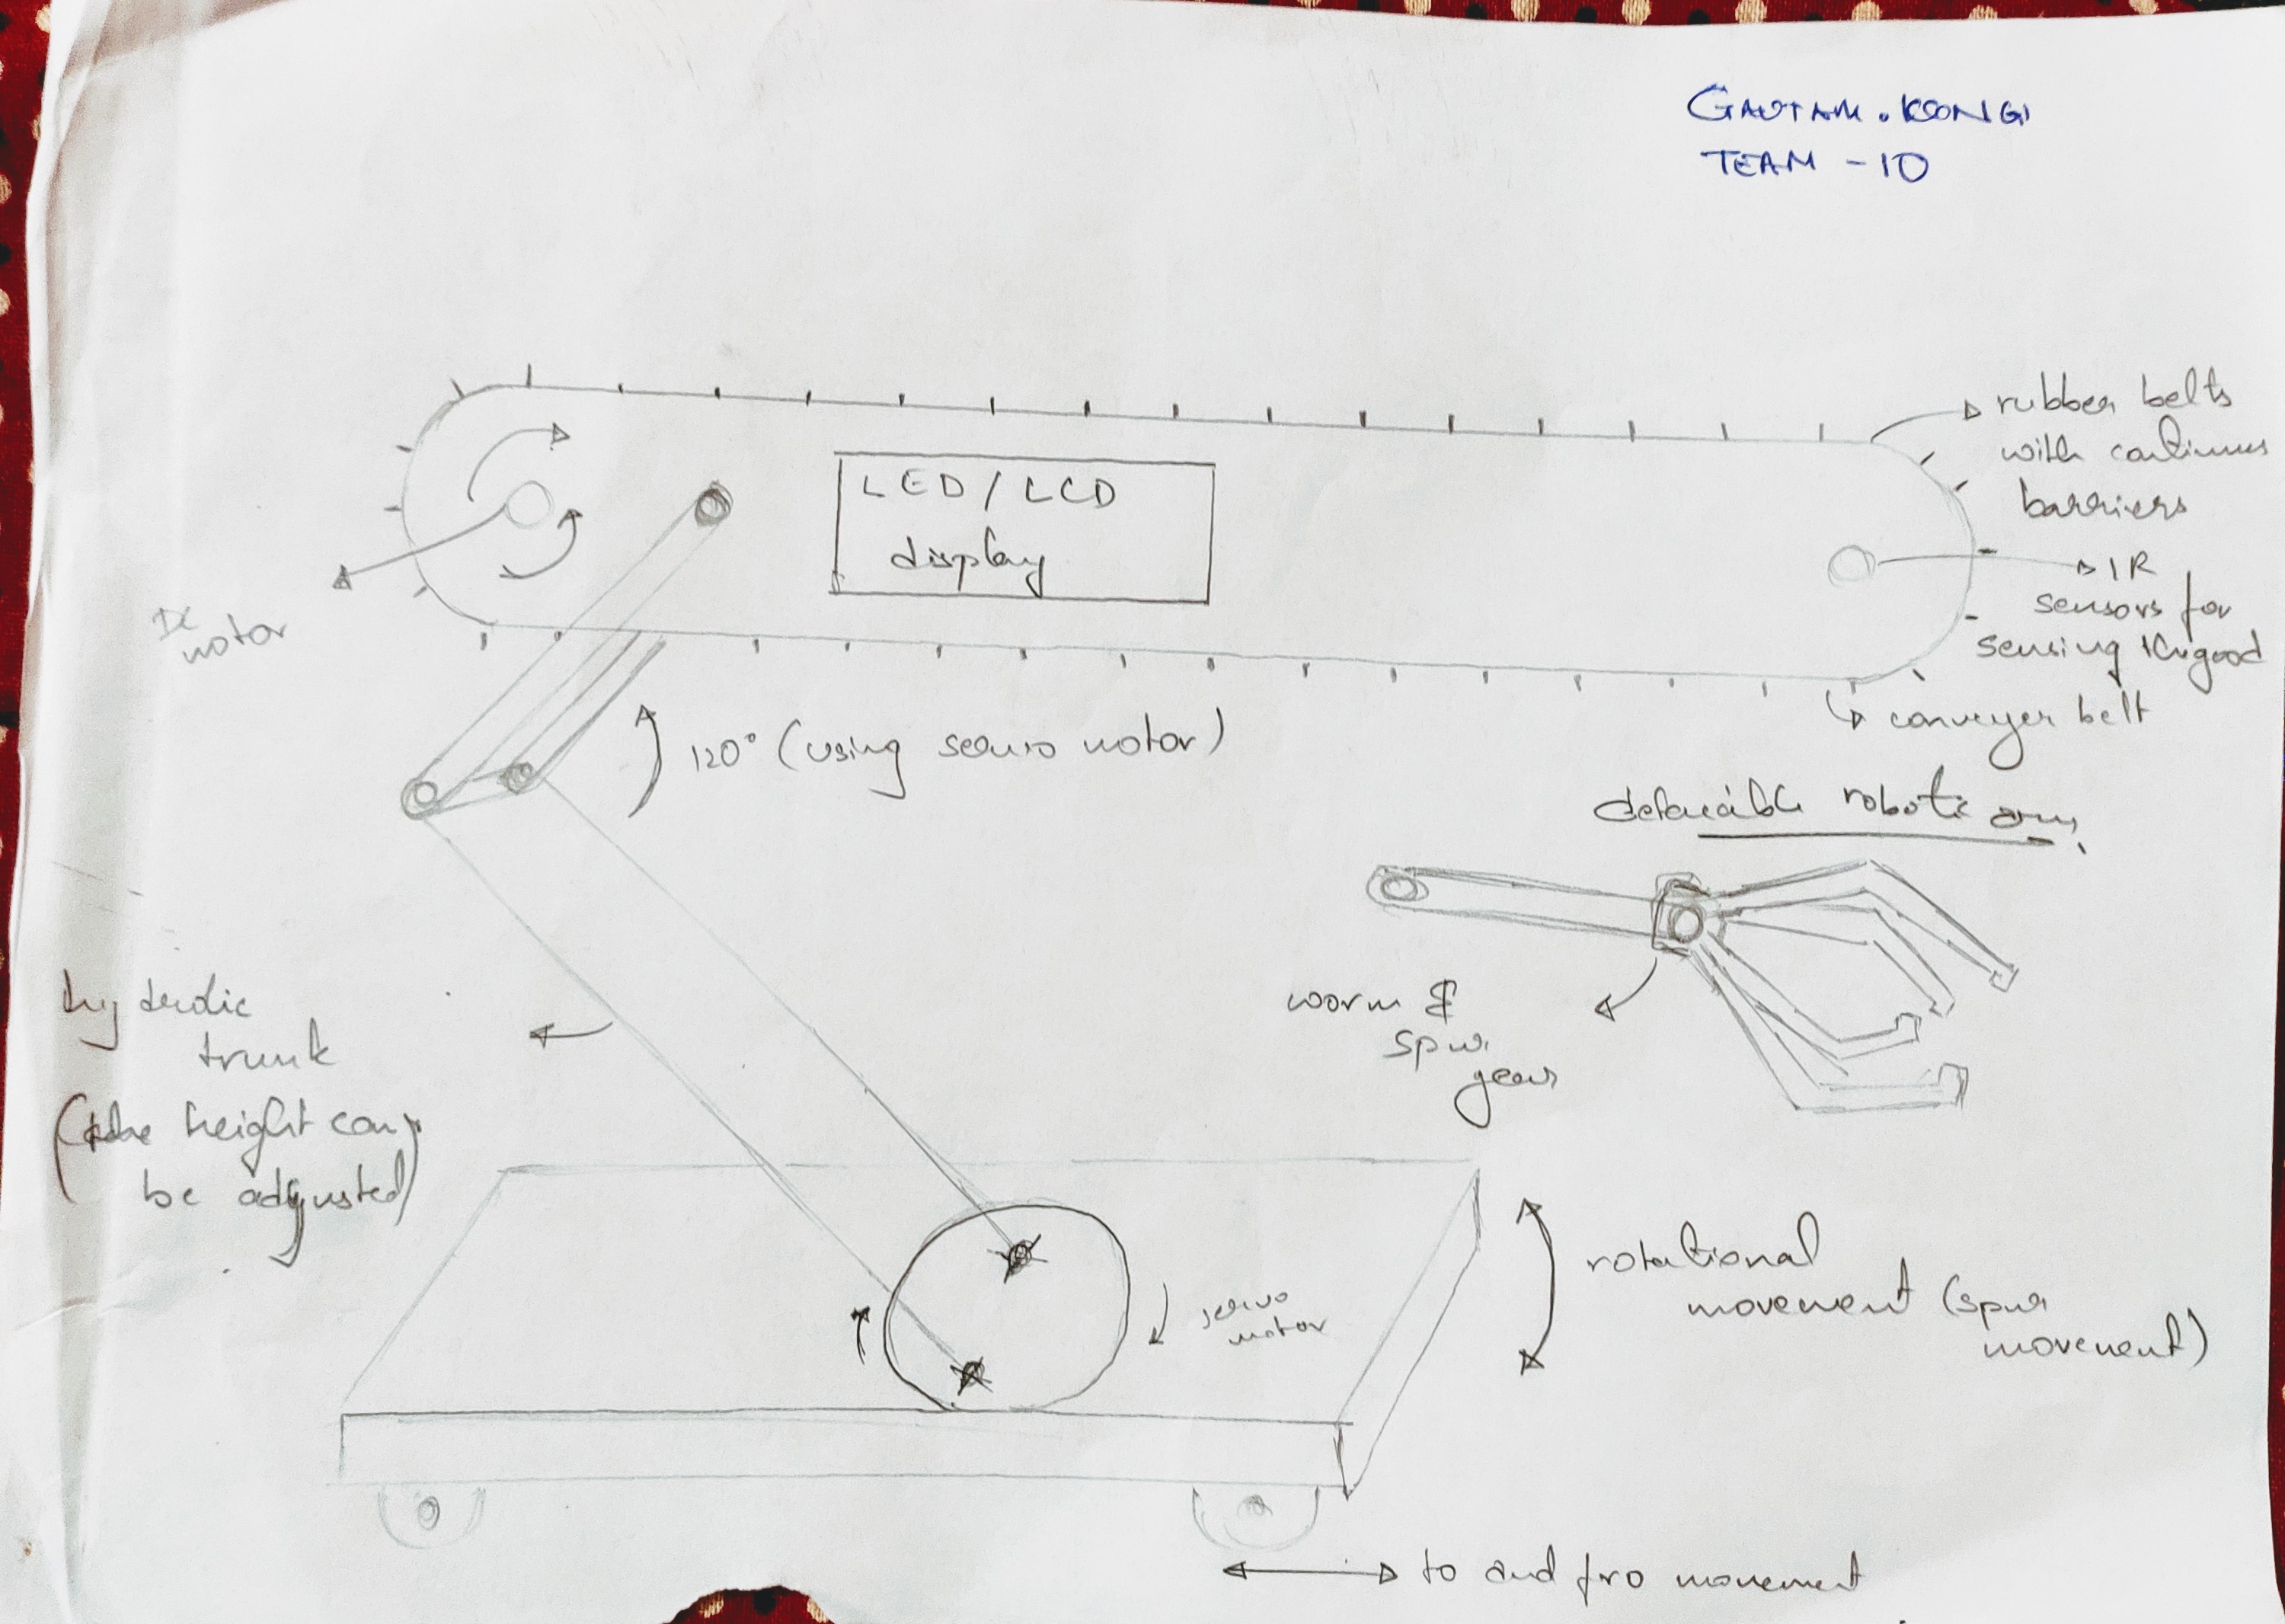 GAUTAM. KONGI
TEAM - 10
rubber belts
with continuous
barriers
LED/LCD
display
IR
sensors for
sensing the good
DC
motor
conveyer belt
120° (using servo motor)
detachable robotic arm
worm &
spur
gear
trunk
(the height can
be adjusted)
servo
motor
rotational
movement (spur
movement)
to and fro movement